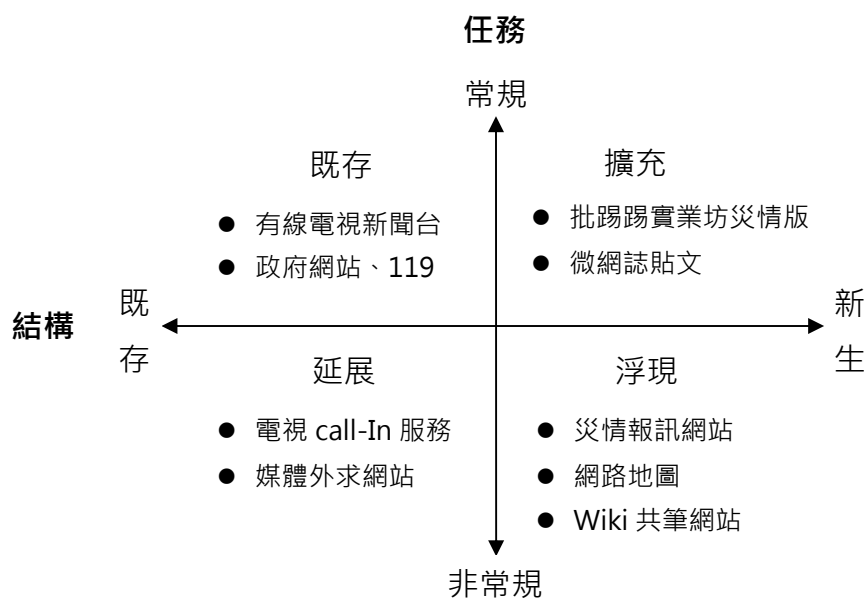 任務
常規
既存
擴充
● 有線電視新聞台
● 政府網站、119
● 批踢踢實業坊災情版
● 微網誌貼文
結構
既存
新生
延展
浮現
● 電視 call-In 服務
● 媒體外求網站
● 災情報訊網站
● 網路地圖
● Wiki 共筆網站
非常規